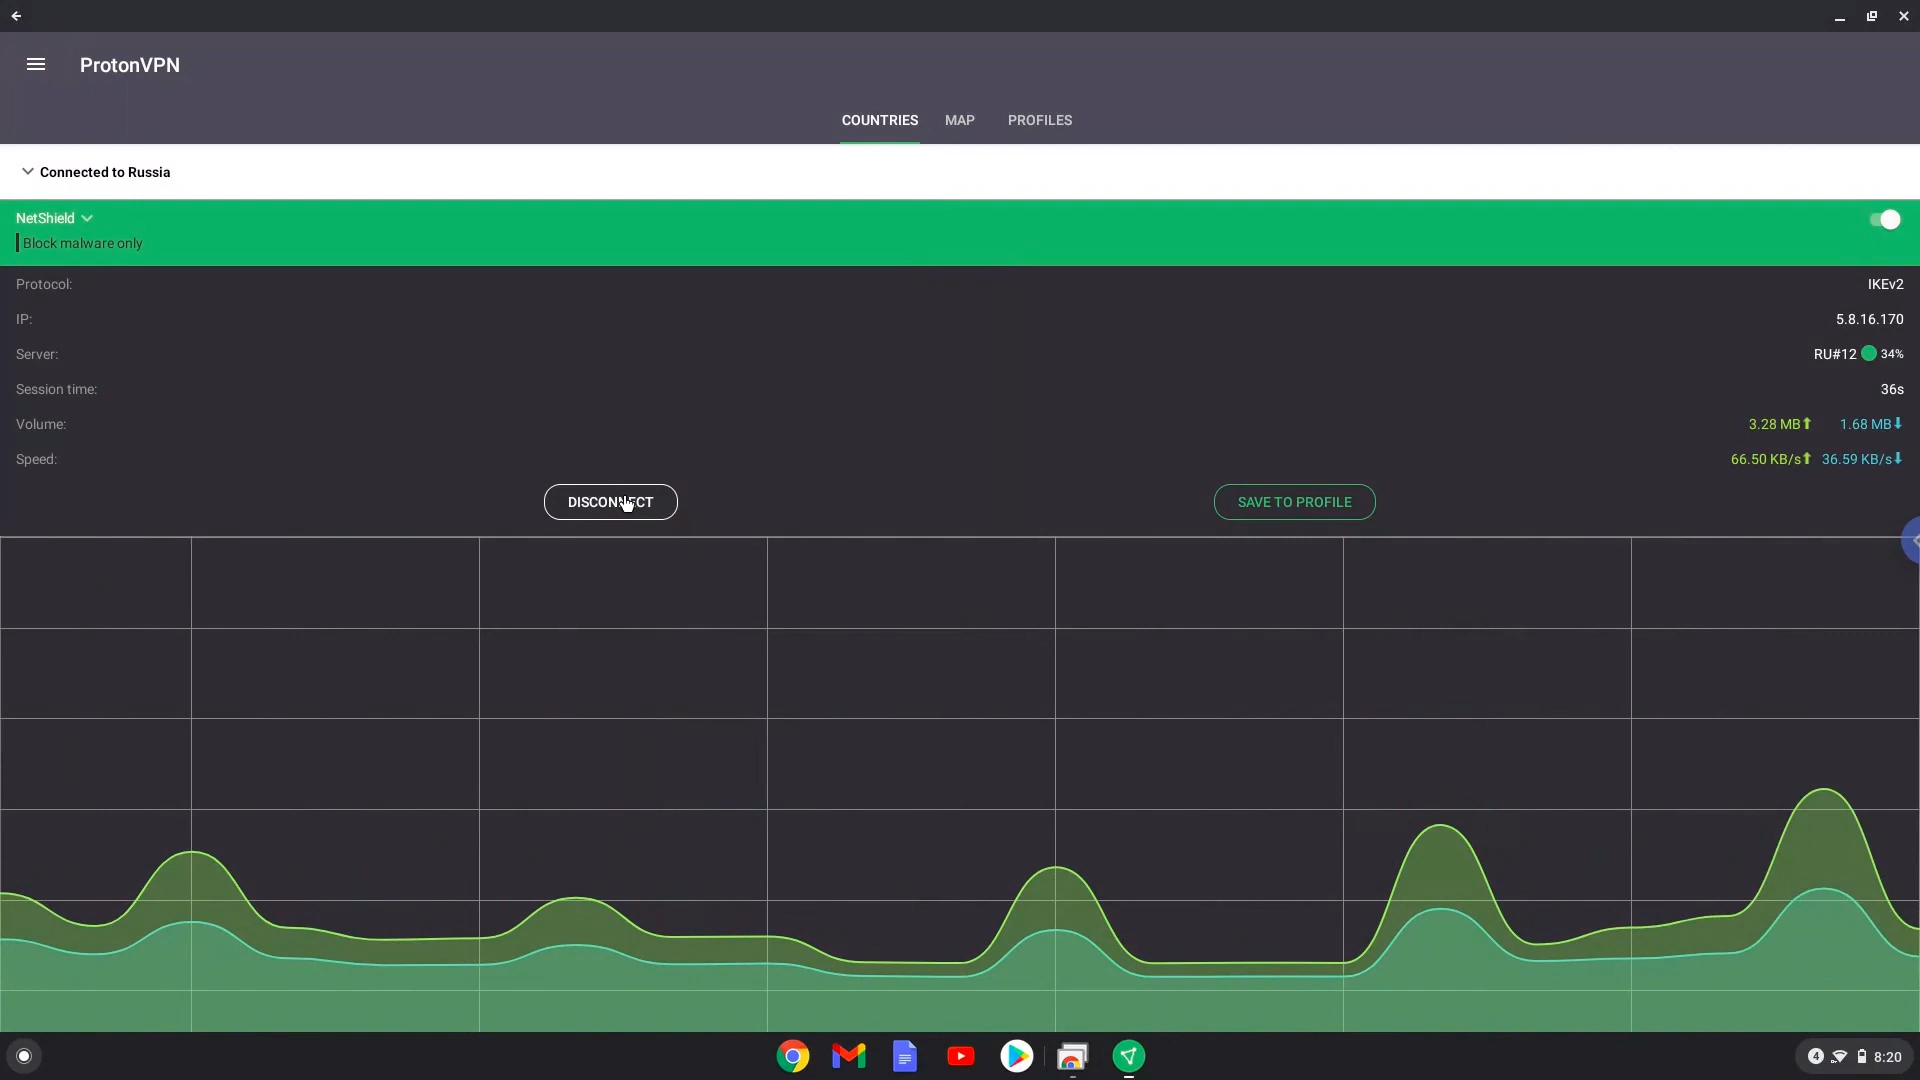 ProtonVPN
COUNTRIES MAP PROFILES
Connected to Russia
NetShield
Block malware only
Protocol: IKEv2
IP: 5.8.16.170
Server: RU#12 34%
Session time: 36s
Volume: 3.28 MB 1.68 MB
Speed: 66.50 KB/s 36.59 KB/s
DISCONNECT SAVE TO PROFILE
4 8:20